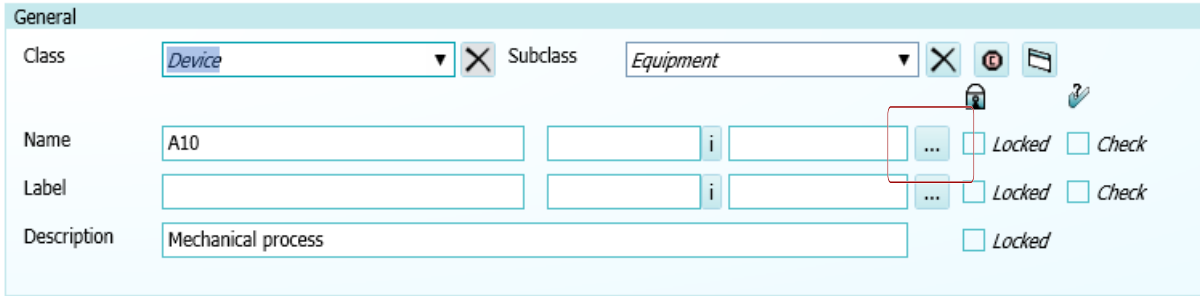 General
Class Device Subclass Equipment C
?
Name A10 i ... Locked Check
Label i ... Locked Check
Description Mechanical process Locked